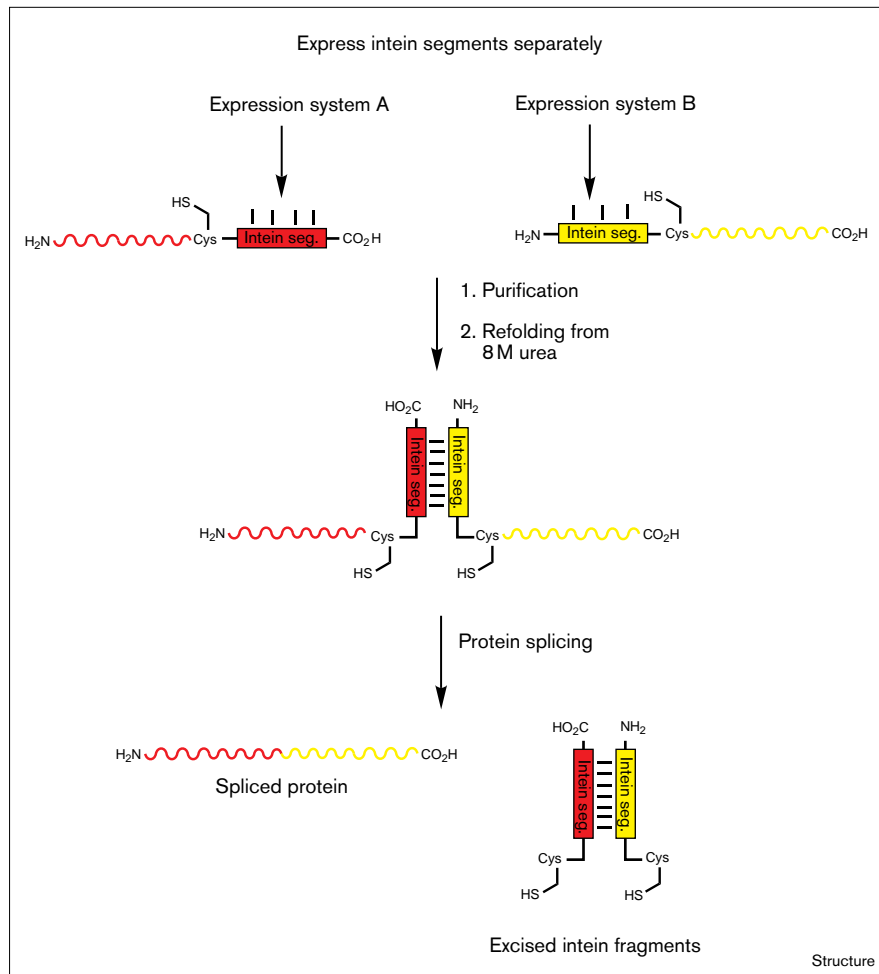 Express intein segments separately
Expression system A
Expression system B
HS
HS
H₂N
Cys
Intein seg.
CO₂H
H₂N
Intein seg.
Cys
CO₂H
1. Purification
2. Refolding from
8 M urea
HO₂C
NH₂
Intein seg.
Intein seg.
H₂N
Cys
Cys
CO₂H
HS
HS
Protein splicing
H₂N
CO₂H
Spliced protein
HO₂C
NH₂
Intein seg.
Intein seg.
Cys
Cys
HS
HS
Excised intein fragments
Structure